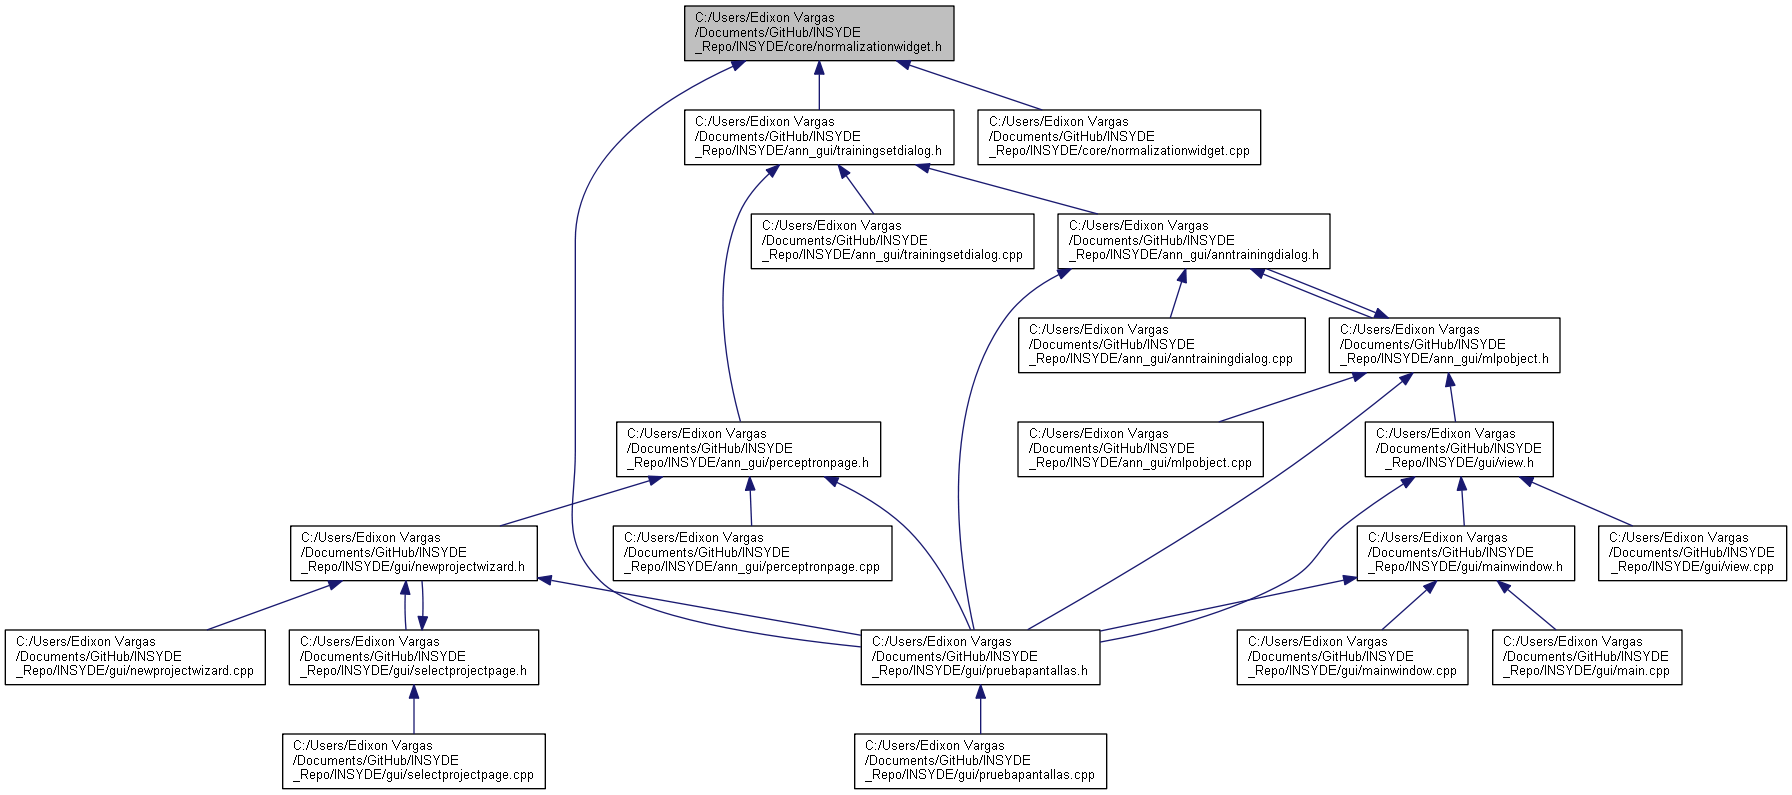 C:/Users/Edixon Vargas
/Documents/GitHub/INSYDE
_Repo/INSYDE/core/normalizationwidget.h
C:/Users/Edixon Vargas
/Documents/GitHub/INSYDE
_Repo/INSYDE/ann_gui/trainingsetdialog.h
C:/Users/Edixon Vargas
/Documents/GitHub/INSYDE
_Repo/INSYDE/core/normalizationwidget.cpp
C:/Users/Edixon Vargas
/Documents/GitHub/INSYDE
_Repo/INSYDE/ann_gui/trainingsetdialog.cpp
C:/Users/Edixon Vargas
/Documents/GitHub/INSYDE
_Repo/INSYDE/ann_gui/anntrainingdialog.h
C:/Users/Edixon Vargas
/Documents/GitHub/INSYDE
_Repo/INSYDE/ann_gui/anntrainingdialog.cpp
C:/Users/Edixon Vargas
/Documents/GitHub/INSYDE
_Repo/INSYDE/ann_gui/mlpobject.h
C:/Users/Edixon Vargas
/Documents/GitHub/INSYDE
_Repo/INSYDE/ann_gui/perceptronpage.h
C:/Users/Edixon Vargas
/Documents/GitHub/INSYDE
_Repo/INSYDE/ann_gui/mlpobject.cpp
C:/Users/Edixon Vargas
/Documents/GitHub/INSYDE
_Repo/INSYDE/gui/view.h
C:/Users/Edixon Vargas
/Documents/GitHub/INSYDE
_Repo/INSYDE/gui/newprojectwizard.h
C:/Users/Edixon Vargas
/Documents/GitHub/INSYDE
_Repo/INSYDE/ann_gui/perceptronpage.cpp
C:/Users/Edixon Vargas
/Documents/GitHub/INSYDE
_Repo/INSYDE/gui/mainwindow.h
C:/Users/Edixon Vargas
/Documents/GitHub/INSYDE
_Repo/INSYDE/gui/view.cpp
C:/Users/Edixon Vargas
/Documents/GitHub/INSYDE
_Repo/INSYDE/gui/newprojectwizard.cpp
C:/Users/Edixon Vargas
/Documents/GitHub/INSYDE
_Repo/INSYDE/gui/selectprojectpage.h
C:/Users/Edixon Vargas
/Documents/GitHub/INSYDE
_Repo/INSYDE/gui/pruebapantallas.h
C:/Users/Edixon Vargas
/Documents/GitHub/INSYDE
_Repo/INSYDE/gui/mainwindow.cpp
C:/Users/Edixon Vargas
/Documents/GitHub/INSYDE
_Repo/INSYDE/gui/main.cpp
C:/Users/Edixon Vargas
/Documents/GitHub/INSYDE
_Repo/INSYDE/gui/selectprojectpage.cpp
C:/Users/Edixon Vargas
/Documents/GitHub/INSYDE
_Repo/INSYDE/gui/pruebapantallas.cpp